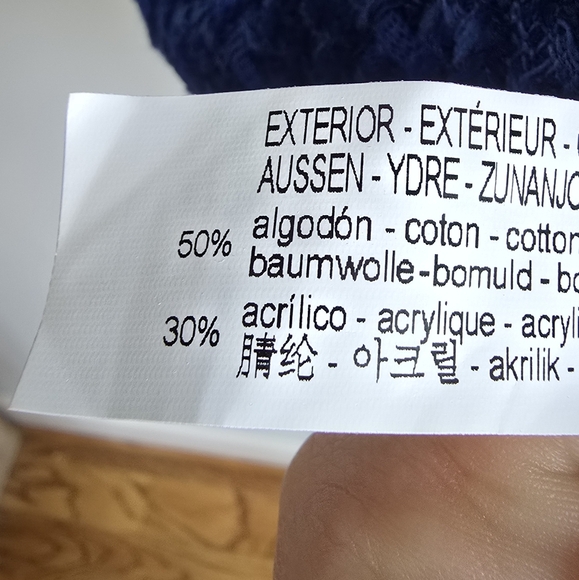 EXTERIOR - EXTÉRIEUR -
AUSSEN - YDRE - ZUNANJO
50% algodón - coton - cotton
baumwolle-bomuld -
30% acrílico - acrylique -
腈纶 - 아크릴 - akrilik -